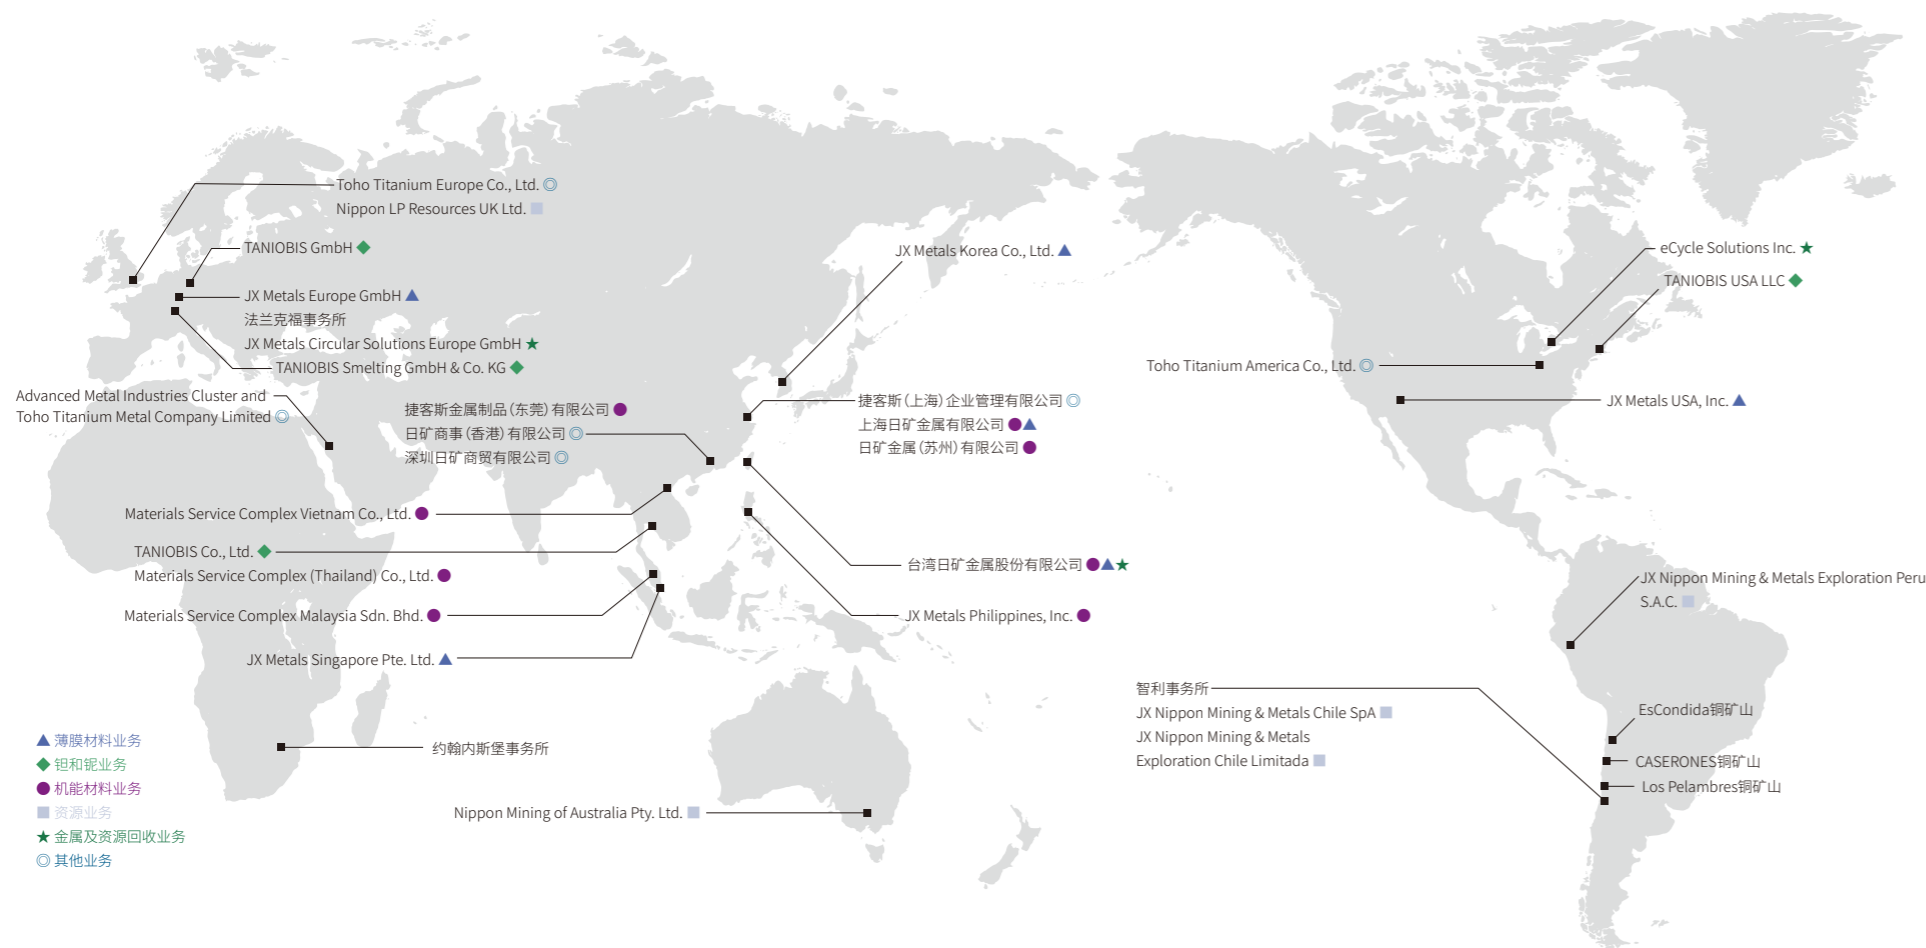 Toho Titanium Europe Co., Ltd.
Nippon LP Resources UK Ltd.
TANIOBIS GmbH
JX Metals Europe GmbH
法兰克福事务所
JX Metals Circular Solutions Europe GmbH
TANIOBIS Smelting GmbH & Co. KG
Advanced Metal Industries Cluster and
Toho Titanium Metal Company Limited
捷客斯金属制品（东莞）有限公司
日矿商事（香港）有限公司
深圳日矿商贸有限公司
Materials Service Complex Vietnam Co., Ltd.
TANIOBIS Co., Ltd.
Materials Service Complex (Thailand) Co., Ltd.
Materials Service Complex Malaysia Sdn. Bhd.
JX Metals Singapore Pte. Ltd.
约翰内斯堡事务所
Nippon Mining of Australia Pty. Ltd.
JX Metals Korea Co., Ltd.
捷客斯（上海）企业管理有限公司
上海日矿金属有限公司
日矿金属（苏州）有限公司
台湾日矿金属股份有限公司
JX Metals Philippines, Inc.
eCycle Solutions Inc.
TANIOBIS USA LLC
Toho Titanium America Co., Ltd.
JX Metals USA, Inc.
JX Nippon Mining & Metals Exploration Peru
S.A.C.
智利事务所
JX Nippon Mining & Metals Chile SpA
JX Nippon Mining & Metals
Exploration Chile Limitada
EsCondida铜矿山
CASERONES铜矿山
Los Pelambres铜矿山
薄膜材料业务
钽和铌业务
机能材料业务
资源业务
金属及资源回收业务
其他业务